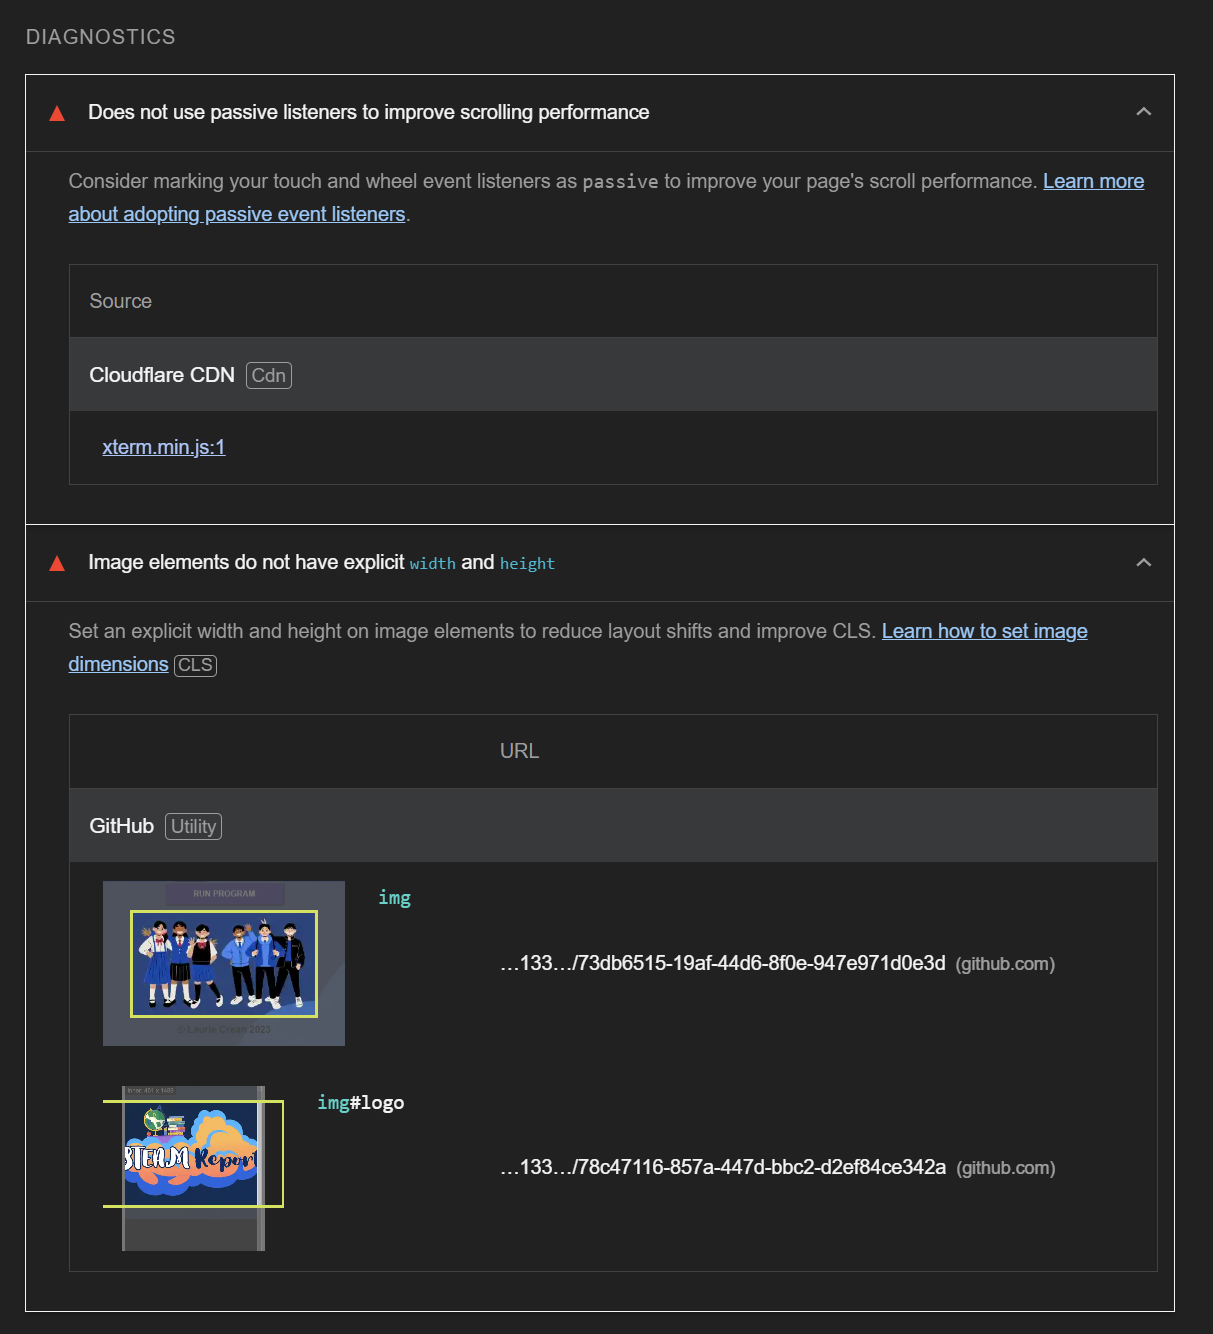 DIAGNOSTICS
Does not use passive listeners to improve scrolling performance
Consider marking your touch and wheel event listeners as passive to improve your page's scroll performance. Learn more
about adopting passive event listeners.
Source
Cloudflare CDN Cdn
xterm.min.js:1
Image elements do not have explicit width and height
Set an explicit width and height on image elements to reduce layout shifts and improve CLS. Learn how to set image
dimensions CLS
URL
GitHub Utility
RUN PROGRAM
img
…133…/73db6515-19af-44d6-8f0e-947e971d0e3d (github.com)
© Laurie Crean 2023
img#logo
STEAM Report
…133…/78c47116-857a-447d-bbc2-d2ef84ce342a (github.com)